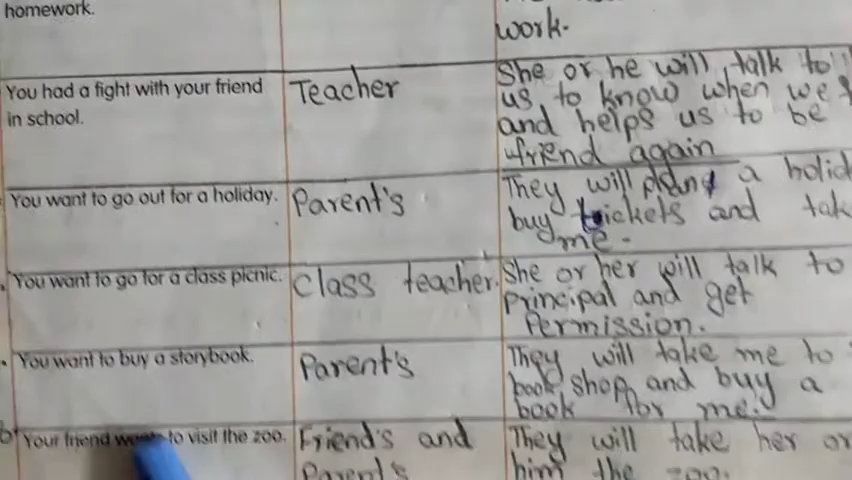 homework.
work.
You had a fight with your friend
in school.
Teacher
She or he will talk to
us to know when we
and helps us to be
friend again
You want to go out for a holiday.
Parent's
They will plan a holid
buy tickets and tak
me.
You want to go for a class picnic.
class teacher.
She or her will talk to
principal and get
Permission.
You want to buy a storybook.
Parent's
They will take me to
book shop and buy a
book for me.
Your friend wants to visit the zoo.
Friend's and
Parent's
They will take her or
him the zoo.